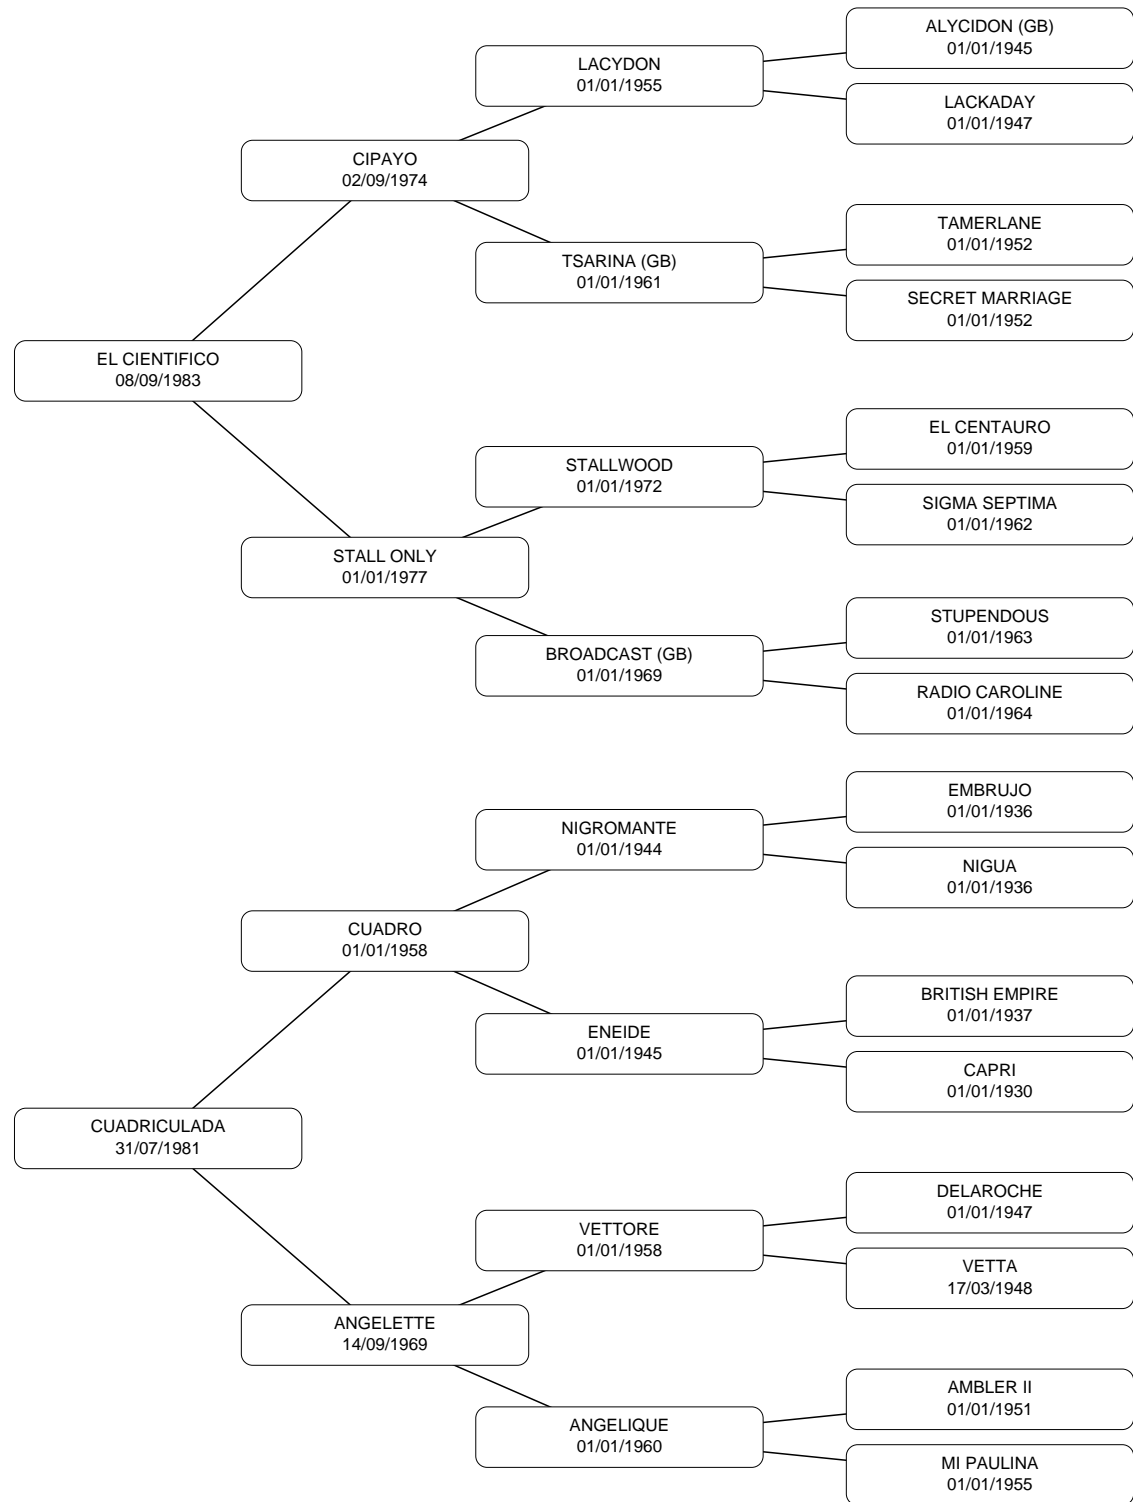 ALYCIDON (GB)
01/01/1945
LACYDON
01/01/1955
LACKADAY
01/01/1947
CIPAYO
02/09/1974
TAMERLANE
01/01/1952
TSARINA (GB)
01/01/1961
SECRET MARRIAGE
01/01/1952
EL CIENTIFICO
08/09/1983
EL CENTAURO
01/01/1959
STALLWOOD
01/01/1972
SIGMA SEPTIMA
01/01/1962
STALL ONLY
01/01/1977
STUPENDOUS
01/01/1963
BROADCAST (GB)
01/01/1969
RADIO CAROLINE
01/01/1964
EMBRUJO
01/01/1936
NIGROMANTE
01/01/1944
NIGUA
01/01/1936
CUADRO
01/01/1958
BRITISH EMPIRE
01/01/1937
ENEIDE
01/01/1945
CAPRI
01/01/1930
CUADRICULADA
31/07/1981
DELAROCHE
01/01/1947
VETTORE
01/01/1958
VETTA
17/03/1948
ANGELETTE
14/09/1969
AMBLER II
01/01/1951
ANGELIQUE
01/01/1960
MI PAULINA
01/01/1955